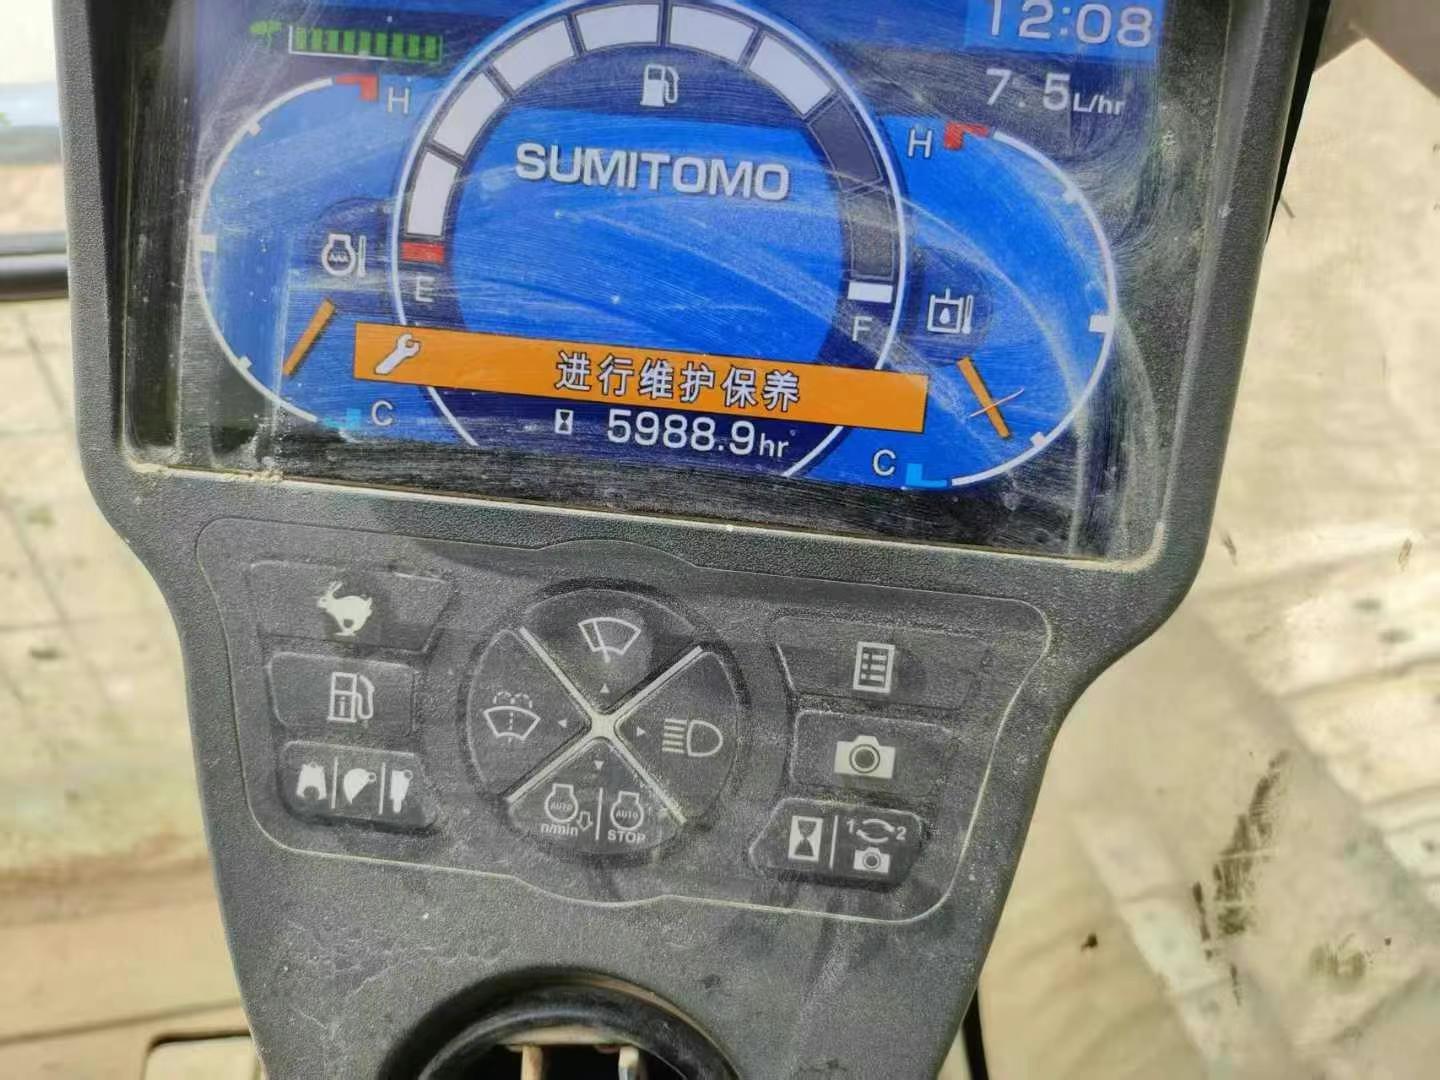 12:08
7.5L/hr
H
H
SUMITOMO
E
F
进行维护保养
C
5988.9hr
C
AUTO
n/min
AUTO
STOP
1
2